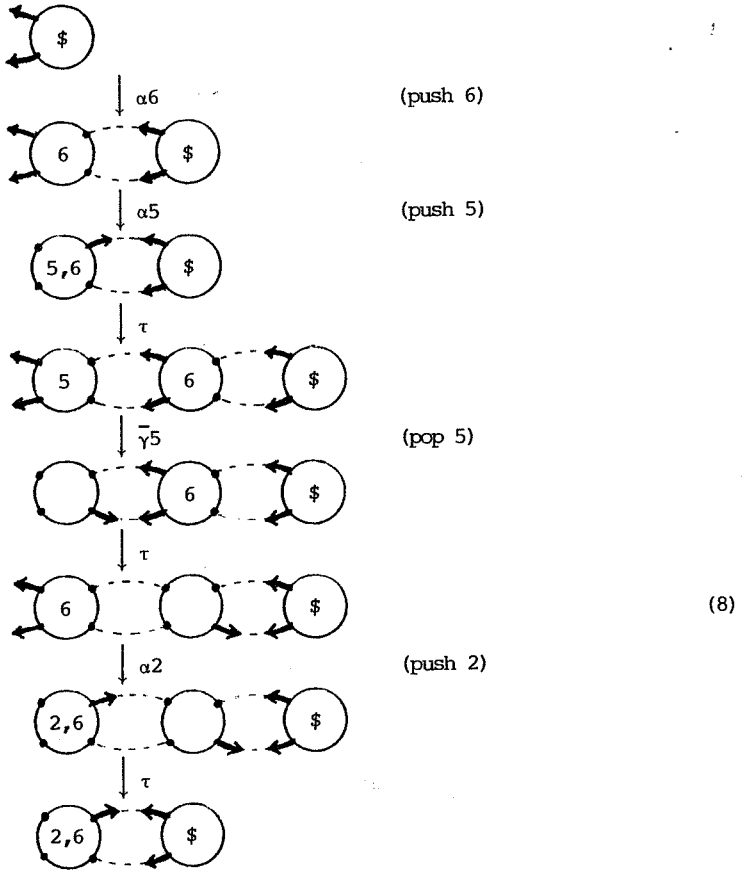 $
α6 (push 6)
6 $
α5 (push 5)
5,6 $
τ
5 6 $
γ̄5 (pop 5)
6 $
τ
6 $ (8)
α2 (push 2)
2,6 $
τ
2,6 $